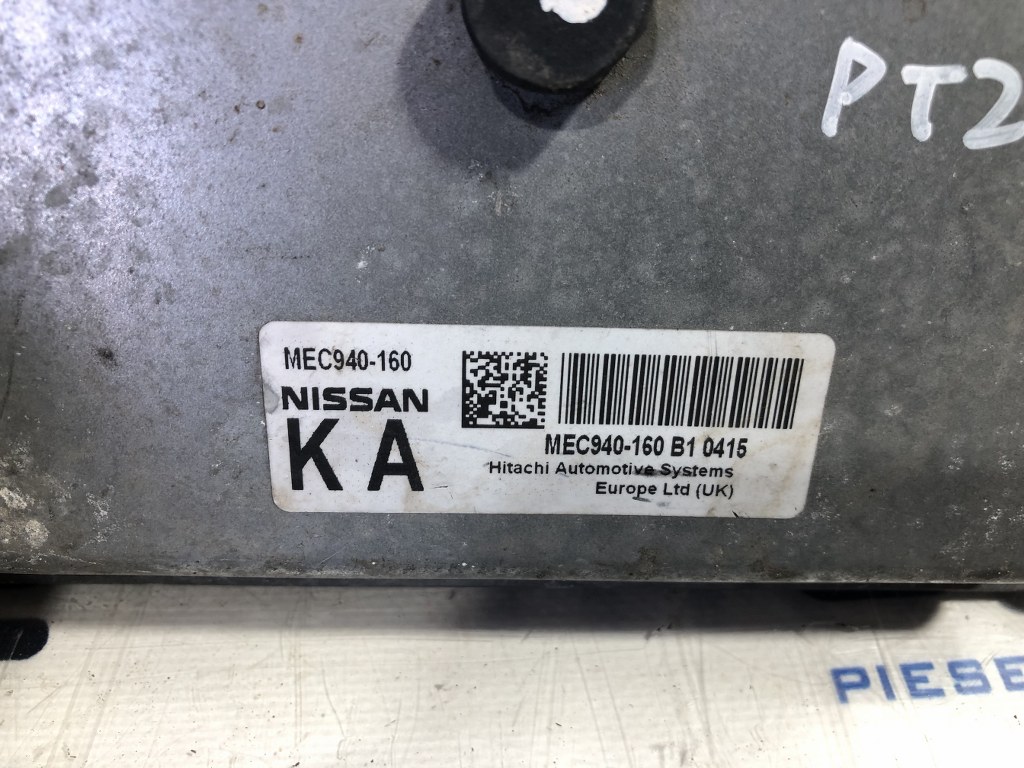 PT2
MEC940-160
NISSAN
KA
MEC940-160 B1 0415
Hitachi Automotive Systems
Europe Ltd (UK)
PIESE